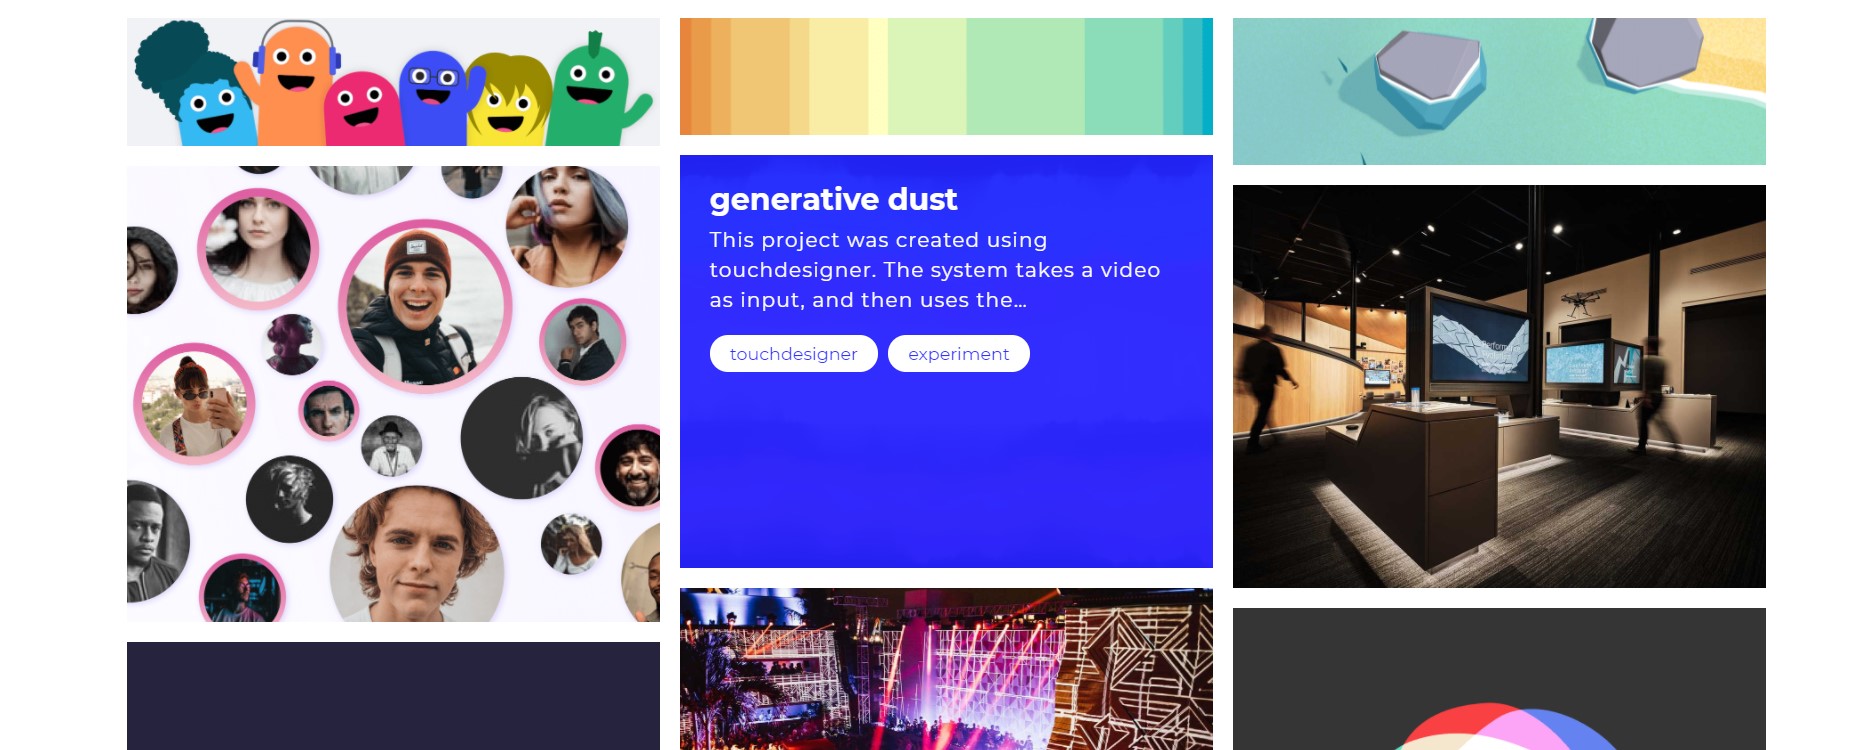 generative dust
This project was created using
touchdesigner. The system takes a video
as input, and then uses the...
touchdesigner
experiment